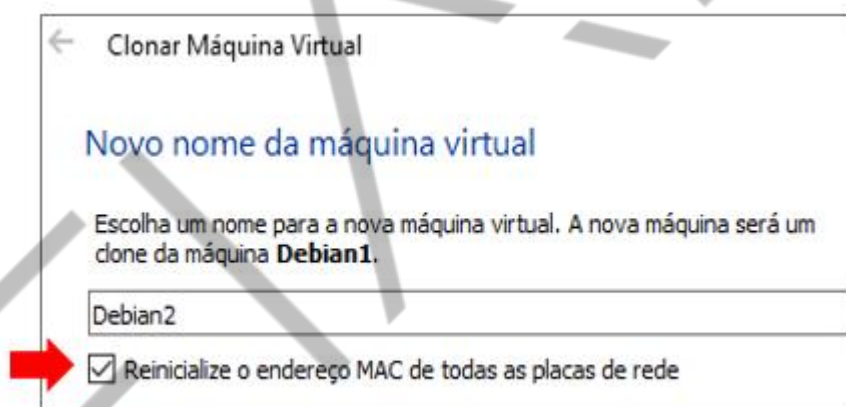 Clonar Máquina Virtual
Novo nome da máquina virtual
Escolha um nome para a nova máquina virtual. A nova máquina será um
clone da máquina Debian1.
Debian2
Reinicialize o endereço MAC de todas as placas de rede